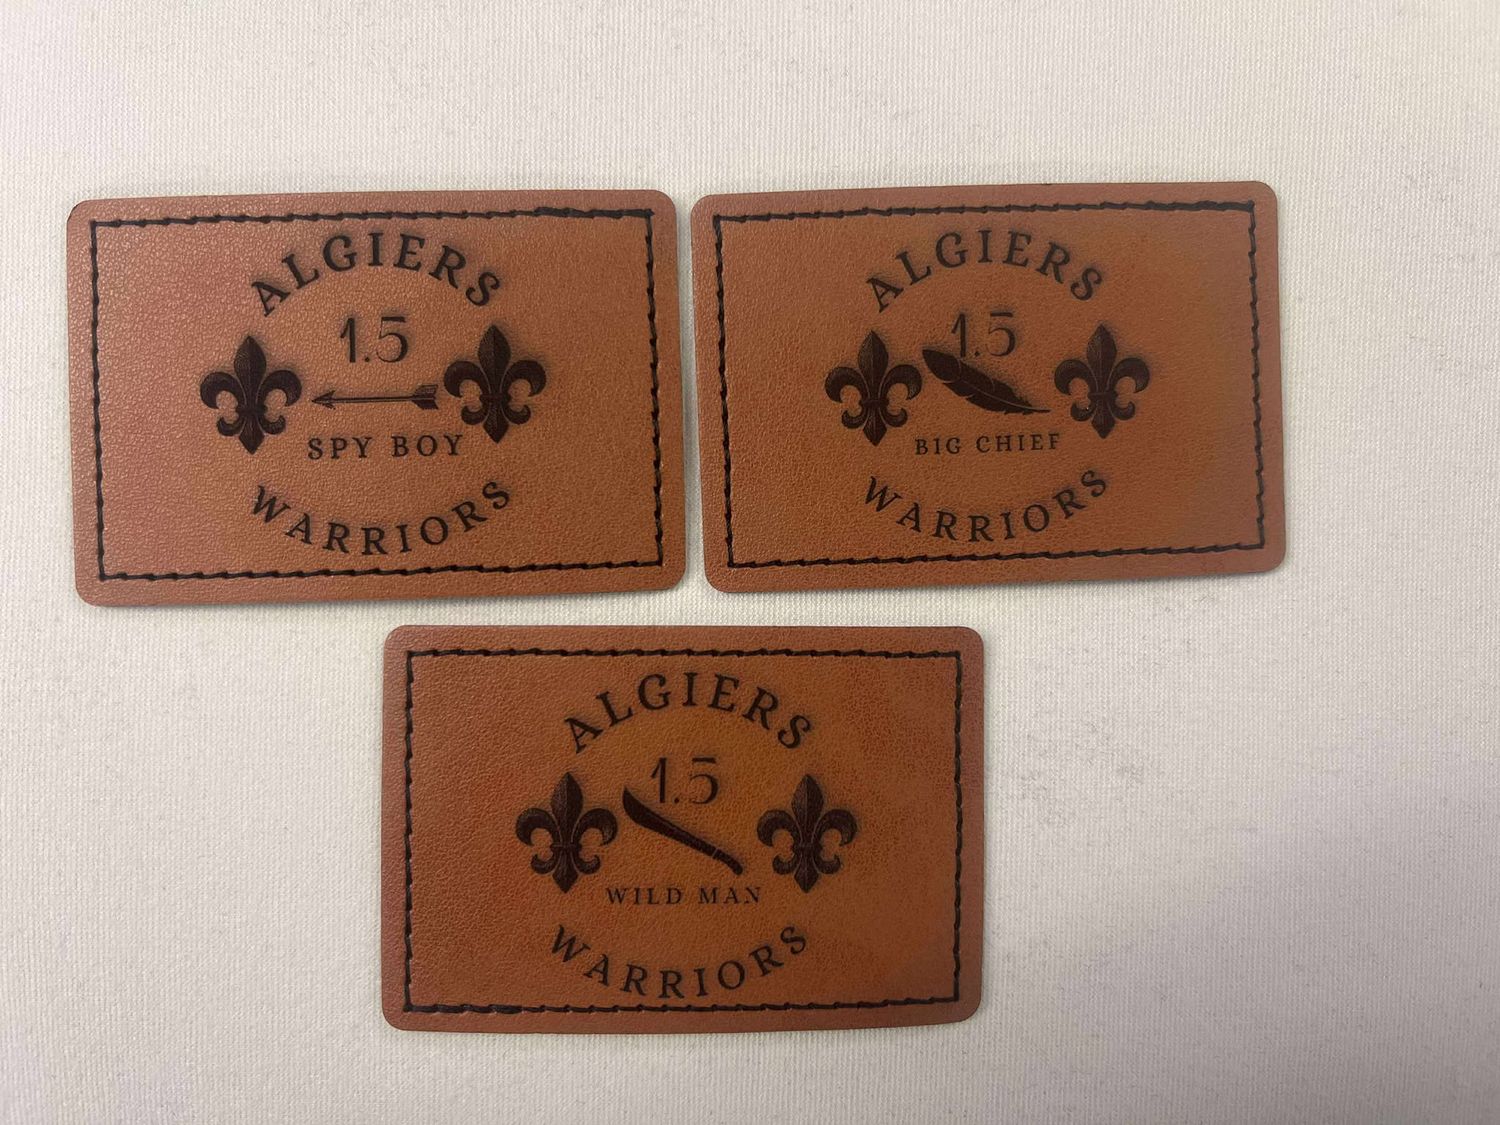 ALGIERS
1.5
SPY BOY
WARRIORS
ALGIERS
1.5
BIG CHIEF
WARRIORS
ALGIERS
1.5
WILD MAN
WARRIORS